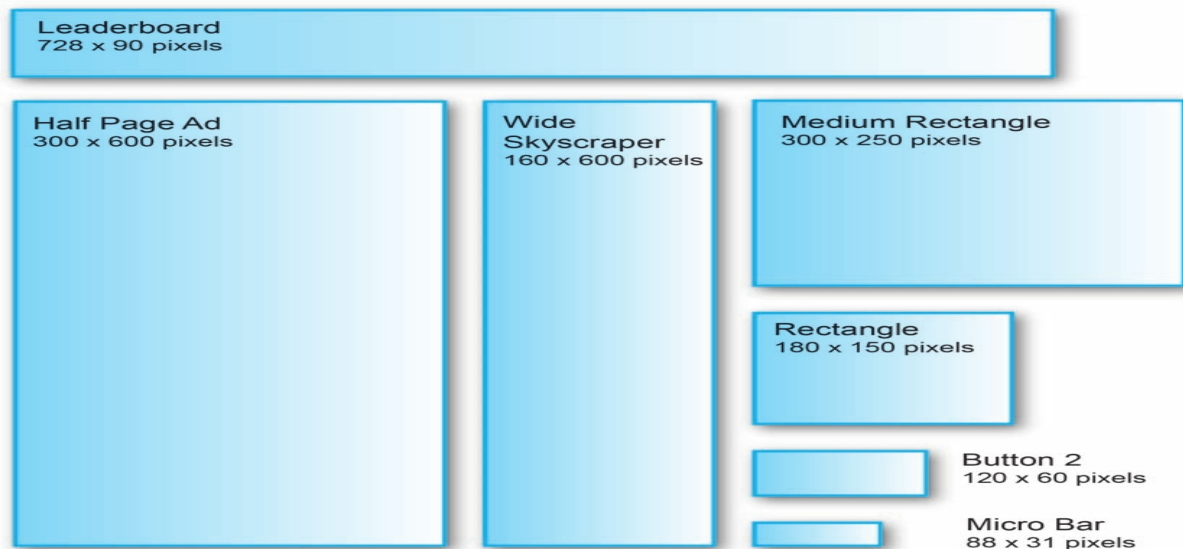 Leaderboard
728 x 90 pixels
Half Page Ad
300 x 600 pixels
Wide
Skyscraper
160 x 600 pixels
Medium Rectangle
300 x 250 pixels
Rectangle
180 x 150 pixels
Button 2
120 x 60 pixels
Micro Bar
88 x 31 pixels